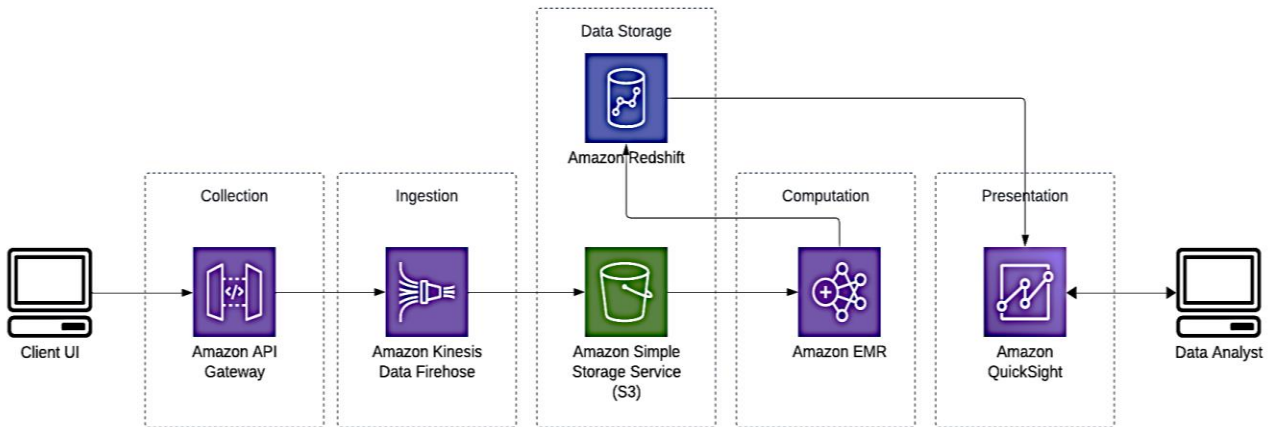 Data Storage
Amazon Redshift
Collection
Ingestion
Computation
Presentation
Client UI
Amazon API
Gateway
Amazon Kinesis
Data Firehose
Amazon Simple
Storage Service
(S3)
Amazon EMR
Amazon
QuickSight
Data Analyst